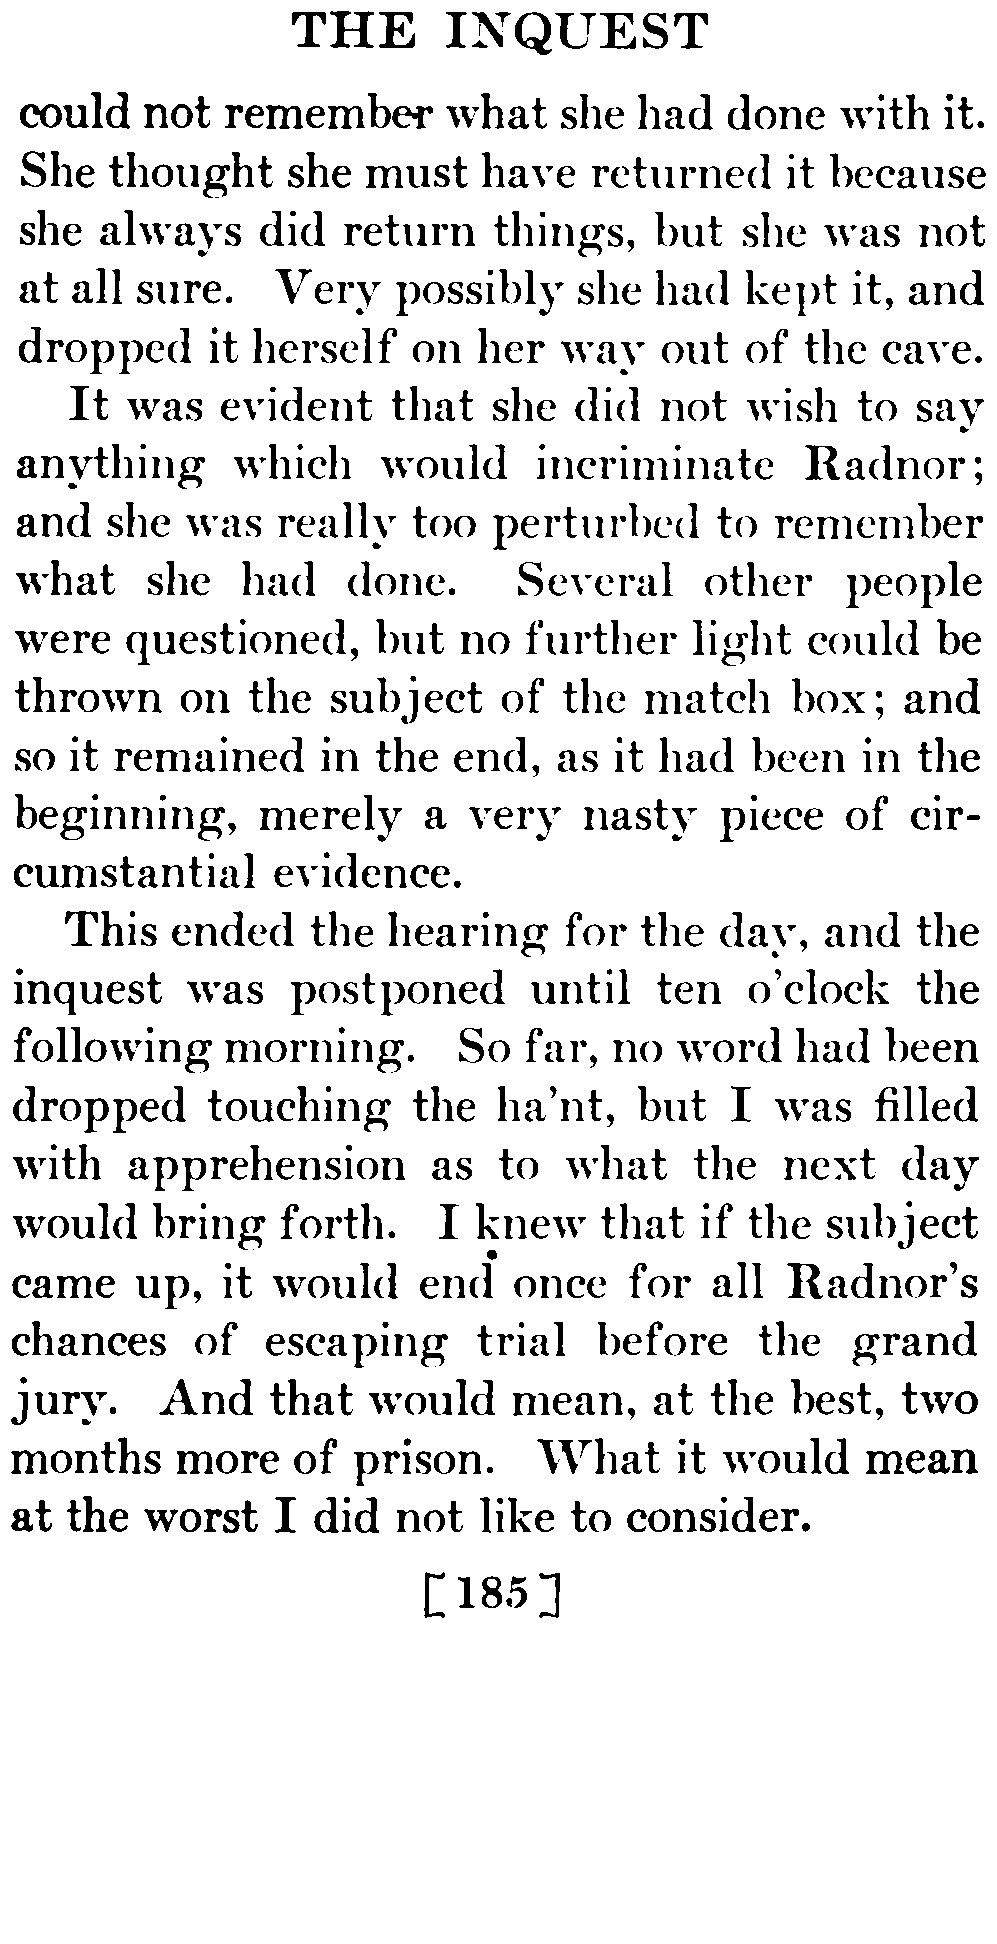 THE INQUEST
could not remember what she had done with it.
She thought she must have returned it because
she always did return things, but she was not
at all sure. Very possibly she had kept it, and
dropped it herself on her way out of the cave.
It was evident that she did not wish to say
anything which would incriminate Radnor;
and she was really too perturbed to remember
what she had done. Several other people
were questioned, but no further light could be
thrown on the subject of the match box; and
so it remained in the end, as it had been in the
beginning, merely a very nasty piece of cir-
cumstantial evidence.
This ended the hearing for the day, and the
inquest was postponed until ten o'clock the
following morning. So far, no word had been
dropped touching the ha'nt, but I was filled
with apprehension as to what the next day
would bring forth. I knew that if the subject
came up, it would end once for all Radnor's
chances of escaping trial before the grand
jury. And that would mean, at the best, two
months more of prison. What it would mean
at the worst I did not like to consider.
[185]